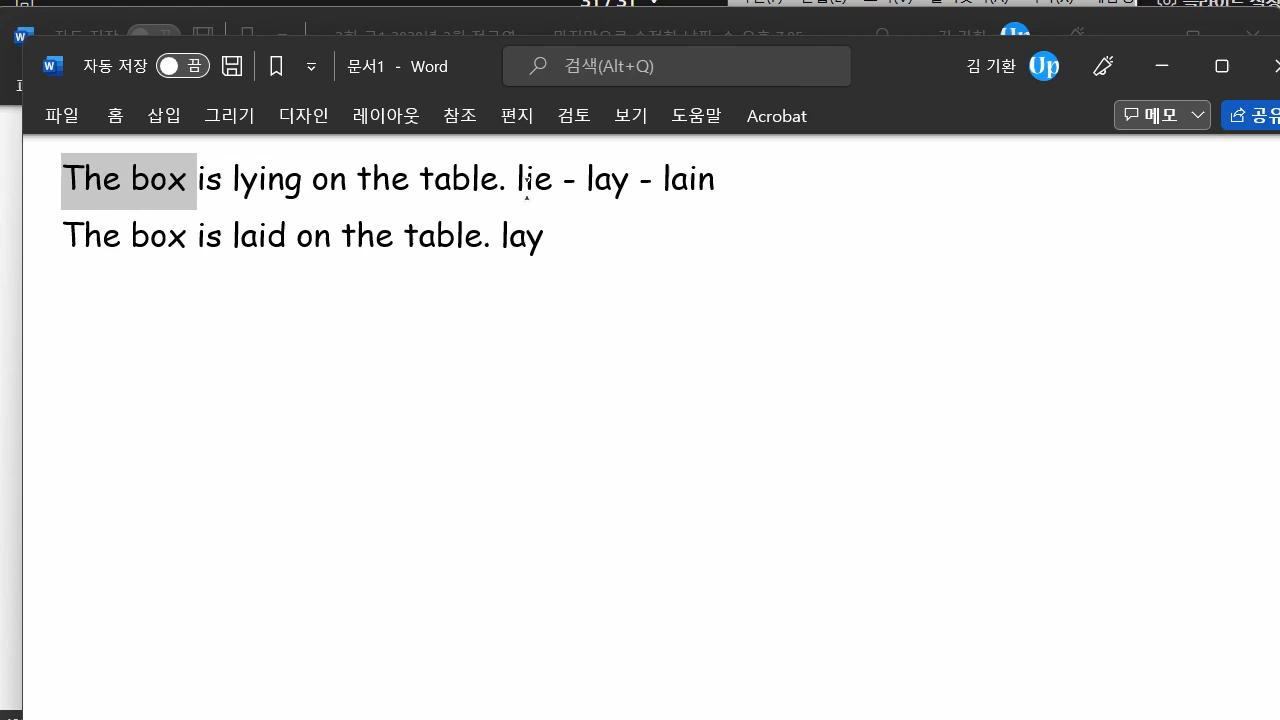 31 / 31
자동 저장 끔 문서1 - Word 검색(Alt+Q) 김 기환 Up
파일 홈 삽입 그리기 디자인 레이아웃 참조 편지 검토 보기 도움말 Acrobat 메모 공유
The box is lying on the table. lie - lay - lain
The box is laid on the table. lay